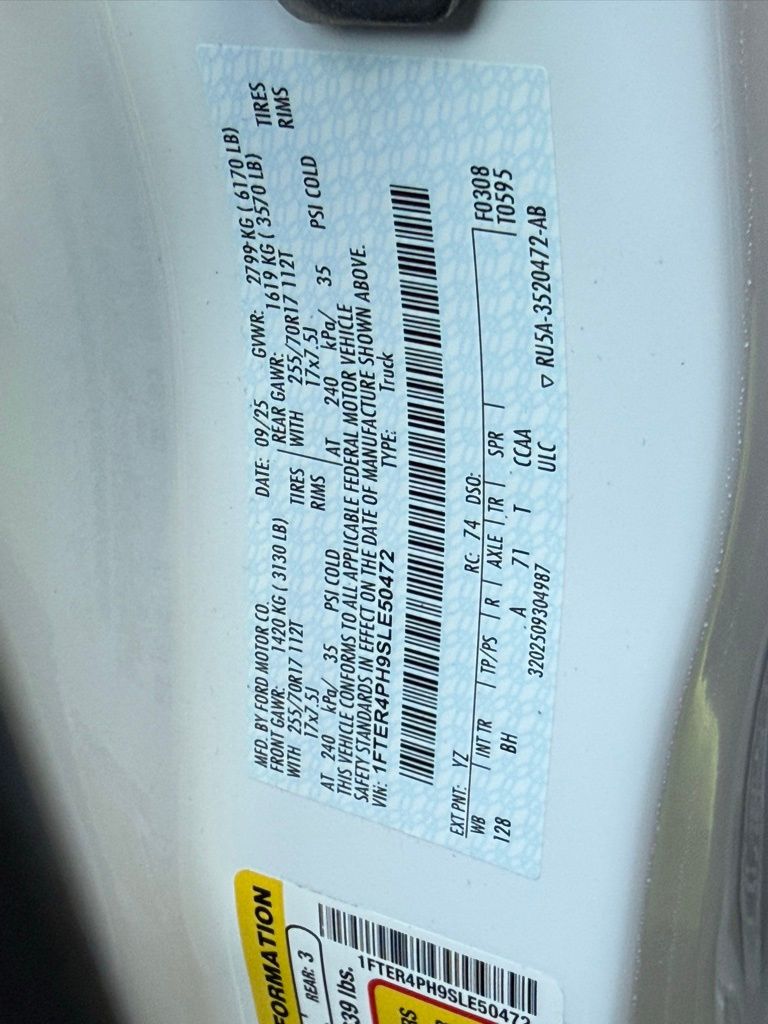 MFD. BY FORD MOTOR CO.
DATE: 09/25 GVWR: 2799 KG ( 6170 LB)
FRONT GAWR: 1420 KG ( 3130 LB) REAR GAWR: 1619 KG ( 3570 LB)
WITH 255/70R17 112T TIRES WITH 255/70R17 112T TIRES
17x7.5J RIMS 17x7.5J RIMS
AT 240 kPa/ 35 PSI COLD AT 240 kPa/ 35 PSI COLD
THIS VEHICLE CONFORMS TO ALL APPLICABLE FEDERAL MOTOR VEHICLE
SAFETY STANDARDS IN EFFECT ON THE DATE OF MANUFACTURE SHOWN ABOVE.
VIN: 1FTER4PH9SLE50472 TYPE: Truck
EXT PNT: YZ RC: 74 DSO: F0308
T0595
WB INT TR TP/PS R AXLE TR SPR
128 BH A 71 T CCAA
ULC
3202509304987
▽ RU5A-3520472-AB
FORMATION
REAR: 3
39 lbs.
1FTER4PH9SLE50472